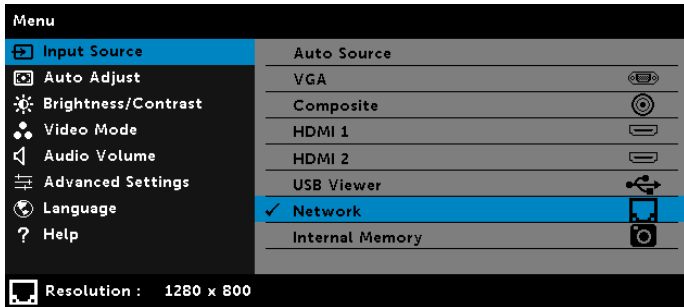 Menu
Input Source
Auto Adjust
Brightness/Contrast
Video Mode
Audio Volume
Advanced Settings
Language
? Help
Auto Source
VGA
Composite
HDMI 1
HDMI 2
USB Viewer
✓ Network
Internal Memory
Resolution : 1280 x 800